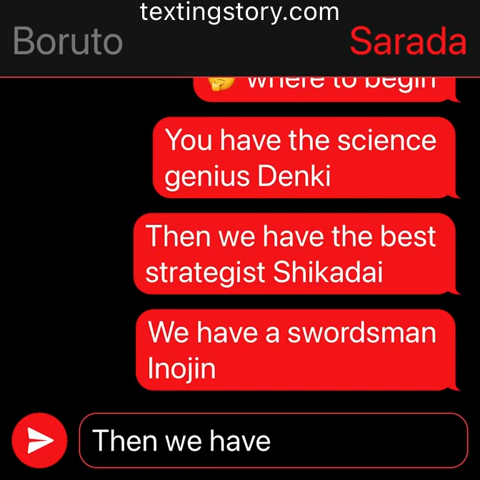 textingstory.com
Boruto
Sarada
🤔 where to begin
You have the science
genius Denki
Then we have the best
strategist Shikadai
We have a swordsman
Inojin
Then we have